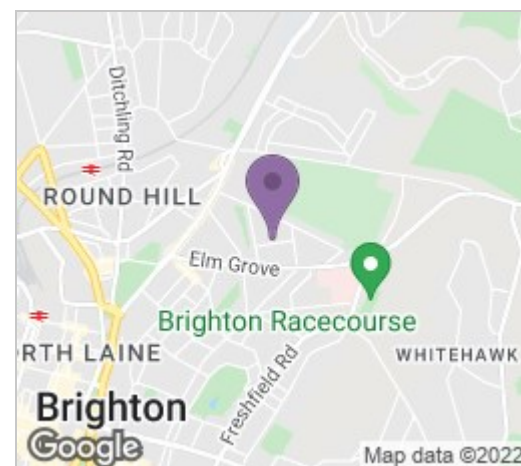 Ditchling Rd
ROUND HILL
Elm Grove
Brighton Racecourse
RTH LAINE
WHITEHAWK
Freshfield Rd
Brighton
Google
Map data ©2022